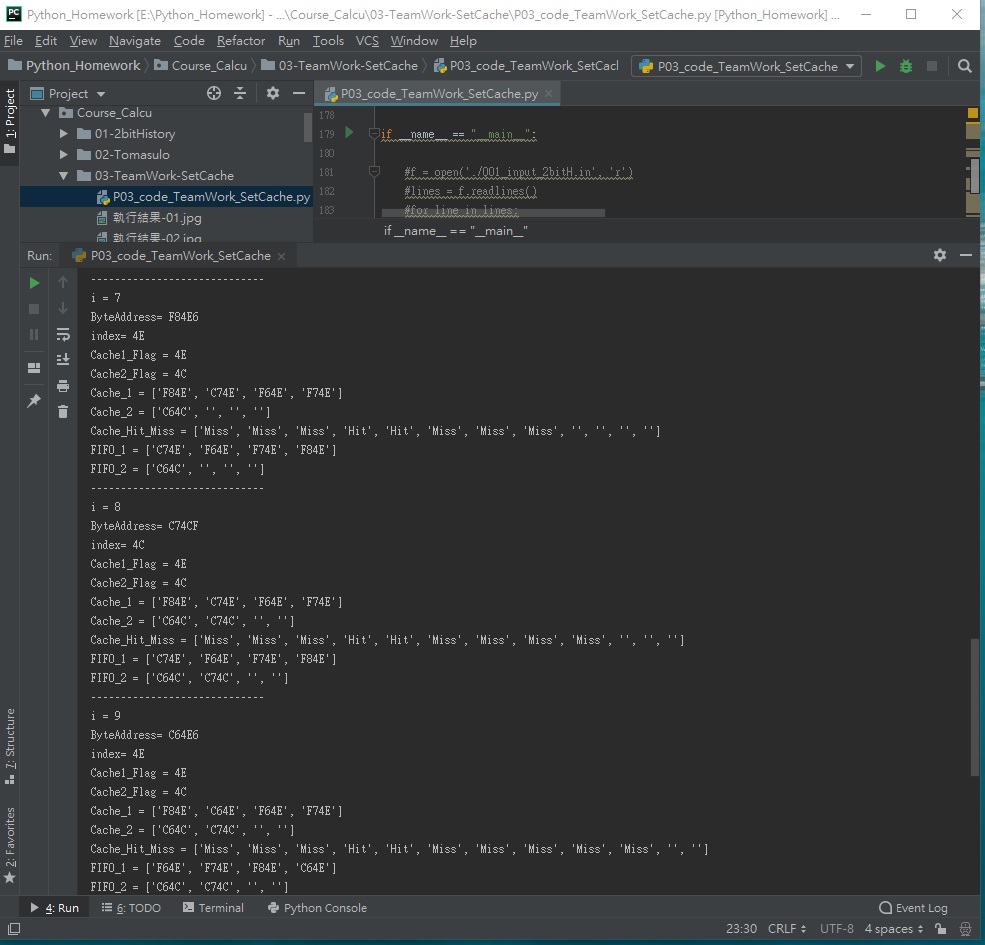 PC Python_Homework [E:\Python_Homework] - ...\Course_Calcu\03-TeamWork-SetCache\P03_code_TeamWork_SetCache.py [Python_Homework] ...
File Edit View Navigate Code Refactor Run Tools VCS Window Help
Python_Homework Course_Calcu 03-TeamWork-SetCache P03_code_TeamWork_SetCacl P03_code_TeamWork_SetCache
1: Project
Project
P03_code_TeamWork_SetCache.py
Course_Calcu
01-2bitHistory
02-Tomasulo
03-TeamWork-SetCache
P03_code_TeamWork_SetCache.py
執行結果-01.jpg
執行結果-02.jpg
178
179 if __name__ == "__main__":
180
181 #f = open('./001_input_2bitH.in', 'r')
182 #lines = f.readlines()
183 #for line in lines:
if __name__ == "__main__"
Run: P03_code_TeamWork_SetCache
-----------------------------
i = 7
ByteAddress= F84E6
index= 4E
Cache1_Flag = 4E
Cache2_Flag = 4C
Cache_1 = ['F84E', 'C74E', 'F64E', 'F74E']
Cache_2 = ['C64C', '', '', '']
Cache_Hit_Miss = ['Miss', 'Miss', 'Miss', 'Hit', 'Hit', 'Miss', 'Miss', 'Miss', '', '', '', '']
FIFO_1 = ['C74E', 'F64E', 'F74E', 'F84E']
FIFO_2 = ['C64C', '', '', '']
-----------------------------
i = 8
ByteAddress= C74CF
index= 4C
Cache1_Flag = 4E
Cache2_Flag = 4C
Cache_1 = ['F84E', 'C74E', 'F64E', 'F74E']
Cache_2 = ['C64C', 'C74C', '', '']
Cache_Hit_Miss = ['Miss', 'Miss', 'Miss', 'Hit', 'Hit', 'Miss', 'Miss', 'Miss', 'Miss', '', '', '']
FIFO_1 = ['C74E', 'F64E', 'F74E', 'F84E']
FIFO_2 = ['C64C', 'C74C', '', '']
-----------------------------
i = 9
ByteAddress= C64E6
index= 4E
Cache1_Flag = 4E
Cache2_Flag = 4C
Cache_1 = ['F84E', 'C64E', 'F64E', 'F74E']
Cache_2 = ['C64C', 'C74C', '', '']
Cache_Hit_Miss = ['Miss', 'Miss', 'Miss', 'Hit', 'Hit', 'Miss', 'Miss', 'Miss', 'Miss', 'Miss', '', '']
FIFO_1 = ['F64E', 'F74E', 'F84E', 'C64E']
FIFO_2 = ['C64C', 'C74C', '', '']
7: Structure
2: Favorites
4: Run 6: TODO Terminal Python Console Event Log
23:30 CRLF UTF-8 4 spaces